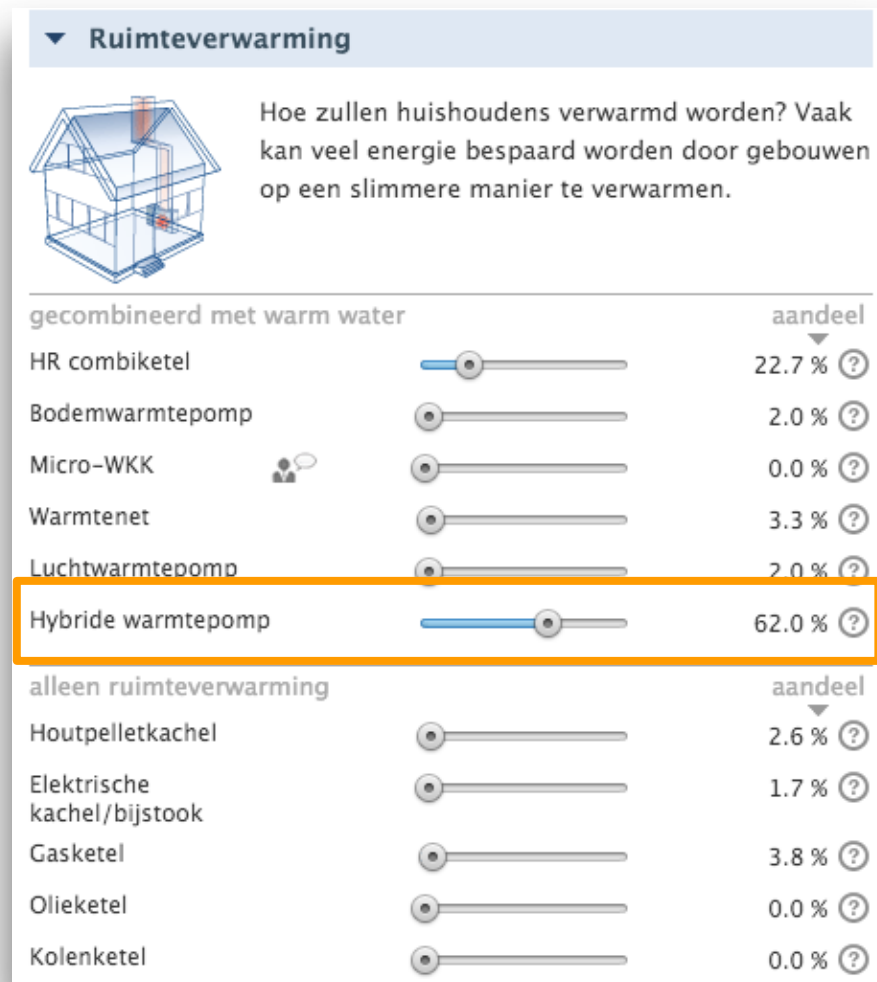 Ruimteverwarming
Hoe zullen huishoudens verwarmd worden? Vaak
kan veel energie bespaard worden door gebouwen
op een slimmere manier te verwarmen.
gecombineerd met warm water aandeel
HR combiketel 22.7 % ?
Bodemwarmtepomp 2.0 % ?
Micro-WKK 0.0 % ?
Warmtenet 3.3 % ?
Luchtwarmtepomp 2.0 % ?
Hybride warmtepomp 62.0 % ?
alleen ruimteverwarming aandeel
Houtpelletkachel 2.6 % ?
Elektrische
kachel/bijstook 1.7 % ?
Gasketel 3.8 % ?
Olieketel 0.0 % ?
Kolenketel 0.0 % ?